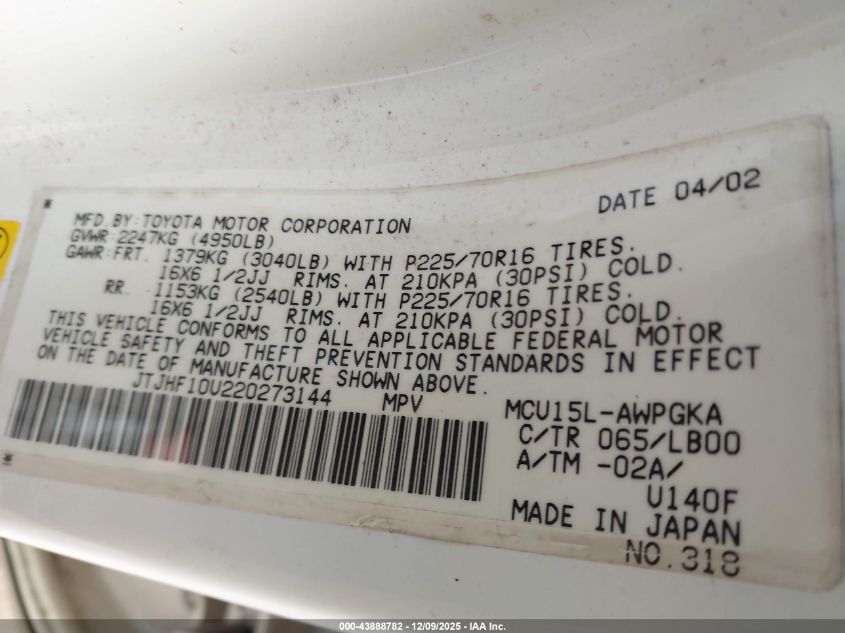 DATE 04/02
MFD.BY:TOYOTA MOTOR CORPORATION
GVWR:2247KG (4950LB)
GAWR:FRT. 1379KG (3040LB) WITH P225/70R16 TIRES.
16X6 1/2JJ RIMS. AT 210KPA (30PSI) COLD.
RR. 1153KG (2540LB) WITH P225/70R16 TIRES.
16X6 1/2JJ RIMS. AT 210KPA (30PSI) COLD.
THIS VEHICLE CONFORMS TO ALL APPLICABLE FEDERAL MOTOR
VEHICLE SAFETY AND THEFT PREVENTION STANDARDS IN EFFECT
ON THE DATE OF MANUFACTURE SHOWN ABOVE.
JTJHF10U220273144 MPV
MCU15L-AWPGKA
C/TR 065/LB00
A/TM -02A/
U140F
MADE IN JAPAN
NO.318
000-43888782 - 12/09/2025 - IAA Inc.